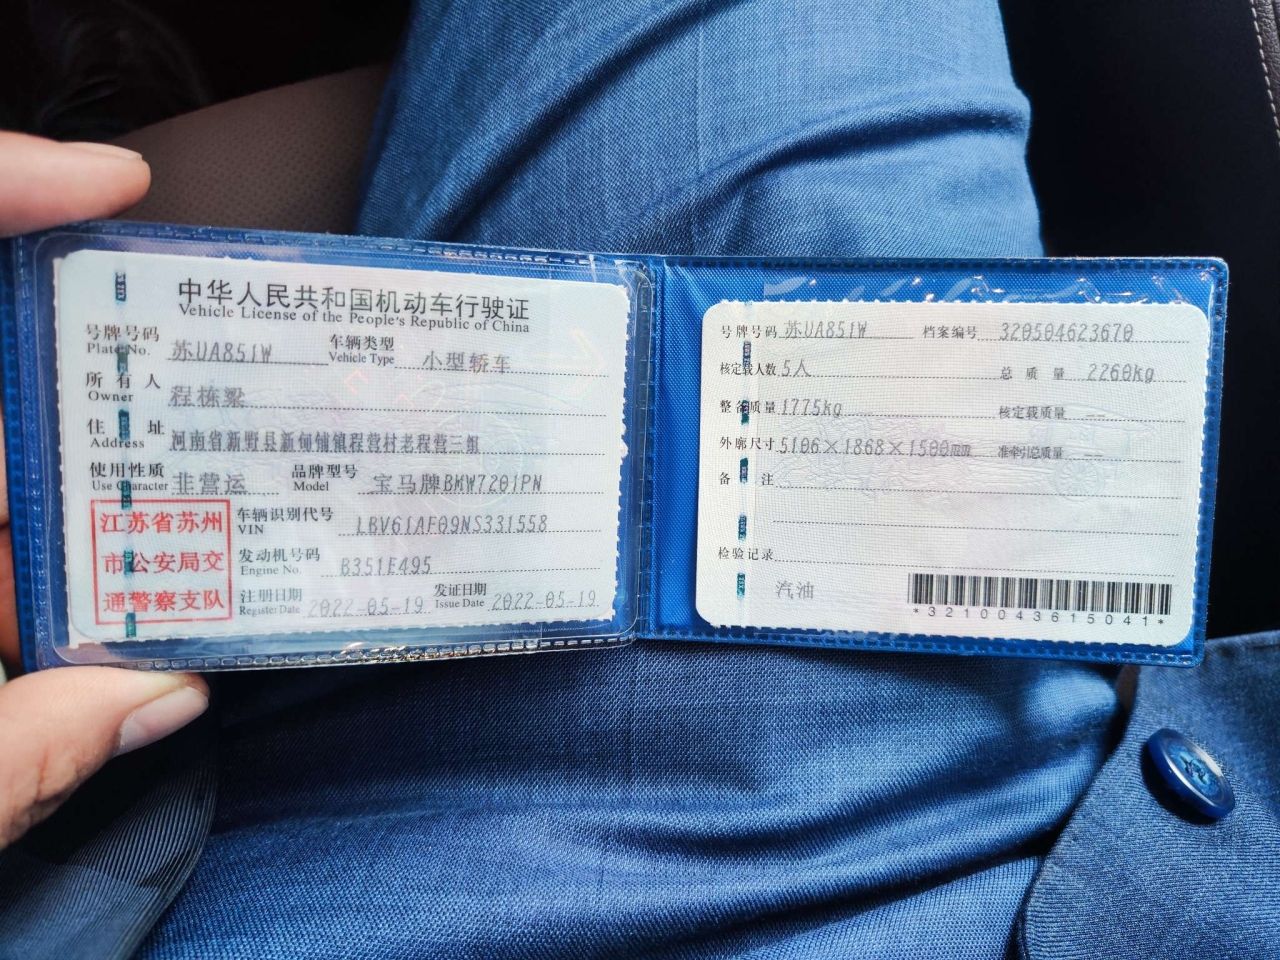 中华人民共和国机动车行驶证
Vehicle License of the People's Republic of China
号牌号码 苏UA851W 车辆类型 小型轿车
Plate No. Vehicle Type
所有人 程栋梁
Owner
住址 河南省新野县新甸铺镇程营村老程营三组
Address
使用性质 非营运 品牌型号 宝马牌BMW7201PN
Use Character Model
江苏省苏州
市公安局交
通警察支队
车辆识别代号 LBV61AF09NS331558
VIN
发动机号码 B351E495
Engine No.
注册日期 2022-05-19 发证日期 2022-05-19
Register Date Issue Date
号牌号码 苏UA851W 档案编号 320504623670
核定载人数 5人 总质量 2260kg
整备质量 1775kg 核定载质量 --
外廓尺寸 5106×1868×1500mm 准牵引总质量 --
备注
检验记录
汽油
*3210043615041*